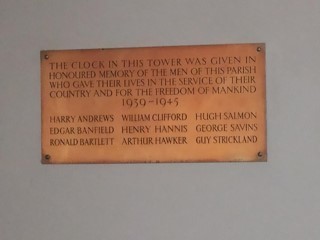 THE CLOCK IN THIS TOWER WAS GIVEN IN
HONOURED MEMORY OF THE MEN OF THIS PARISH
WHO GAVE THEIR LIVES IN THE SERVICE OF THEIR
COUNTRY AND FOR THE FREEDOM OF MANKIND
1939-1945
HARRY ANDREWS WILLIAM CLIFFORD HUGH SALMON
EDGAR BANFIELD HENRY HANNIS GEORGE SAVINS
RONALD BARTLETT ARTHUR HAWKER GUY STRICKLAND